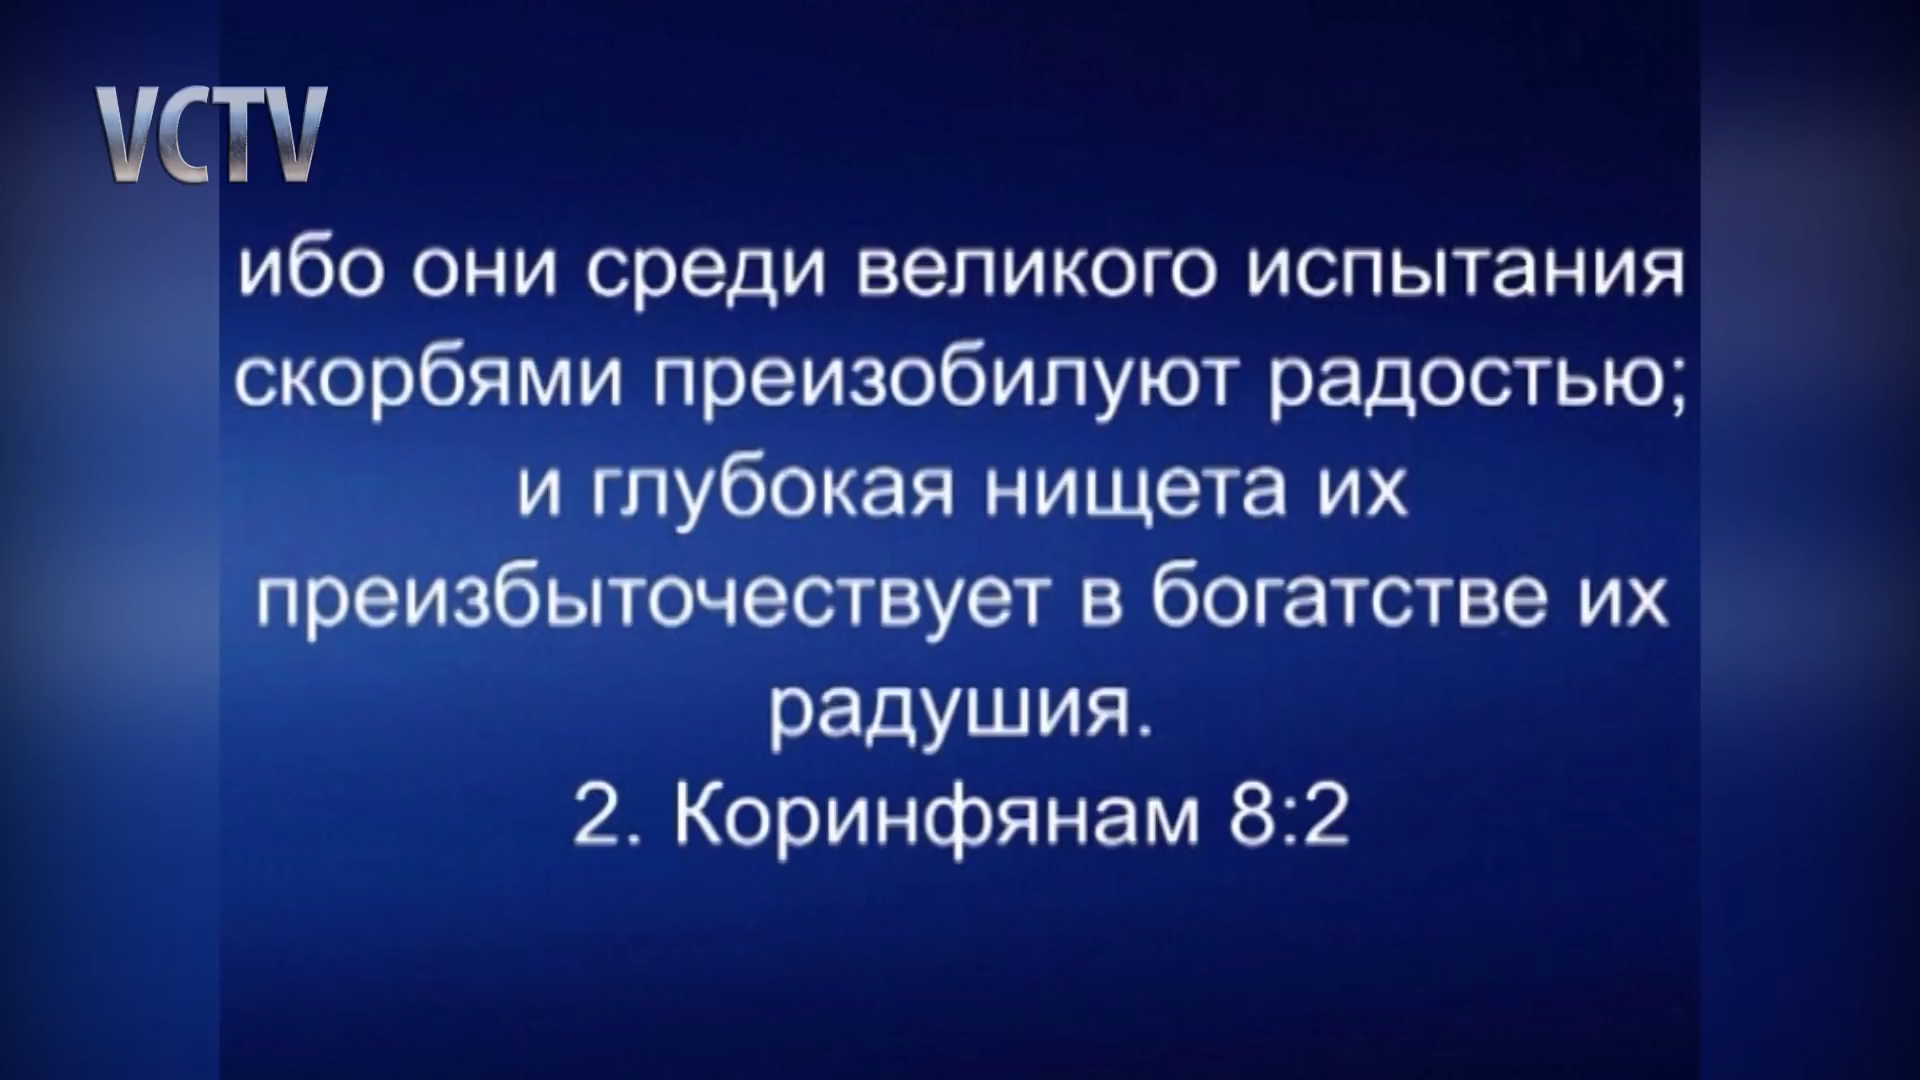 VCTV
ибо они среди великого испытания
скорбями преизобилуют радостью;
и глубокая нищета их
преизбыточествует в богатстве их
радушия.
2. Коринфянам 8:2